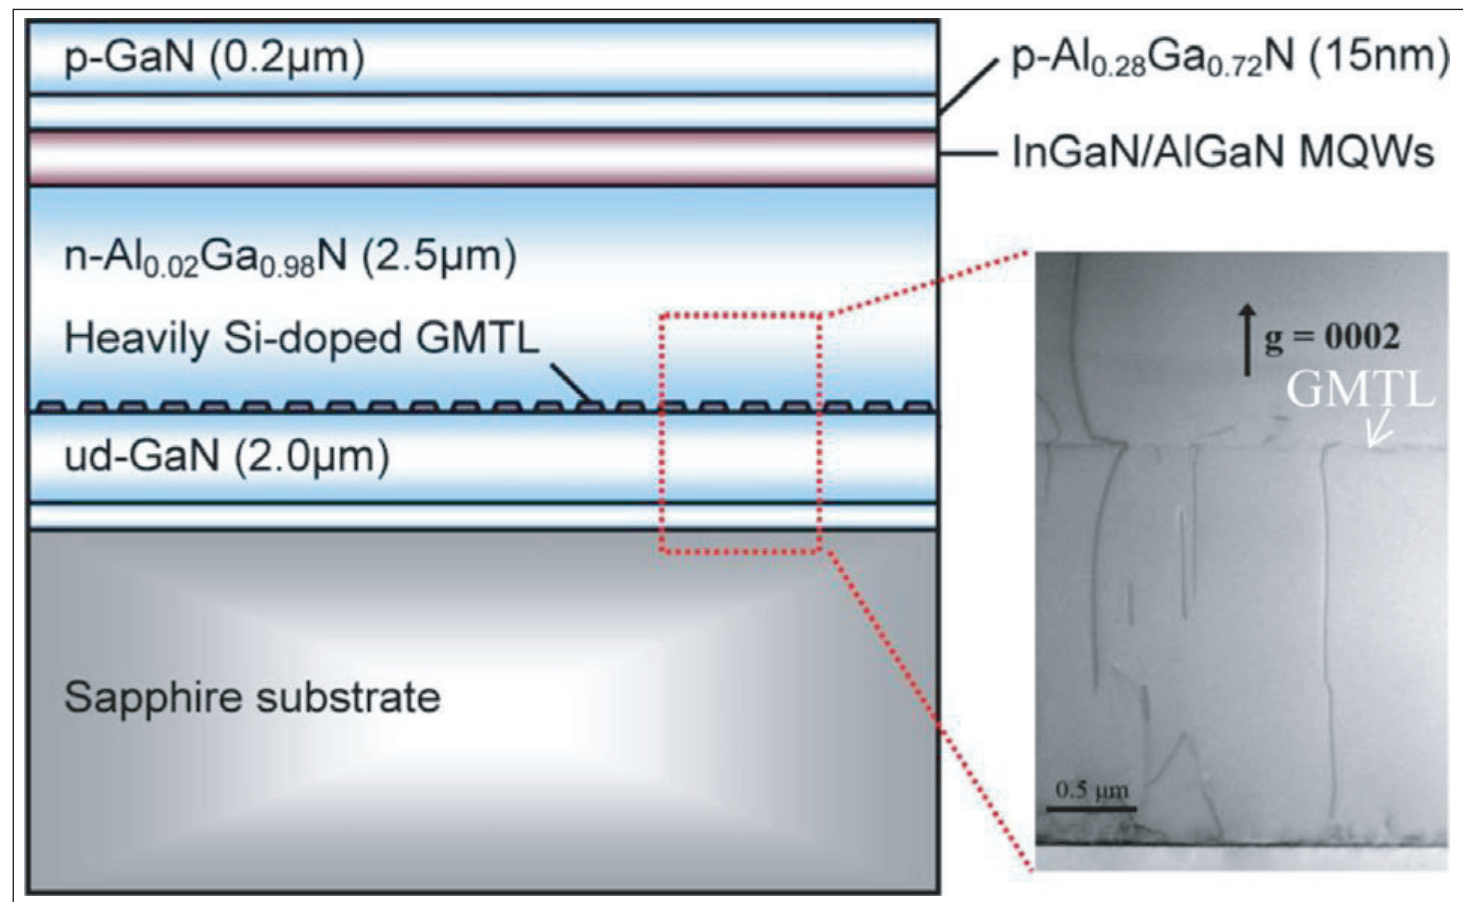 p-GaN (0.2μm)
p-Al0.28Ga0.72N (15nm)
InGaN/AlGaN MQWs
n-Al0.02Ga0.98N (2.5μm)
Heavily Si-doped GMTL
ud-GaN (2.0μm)
Sapphire substrate
g = 0002
GMTL
0.5 μm